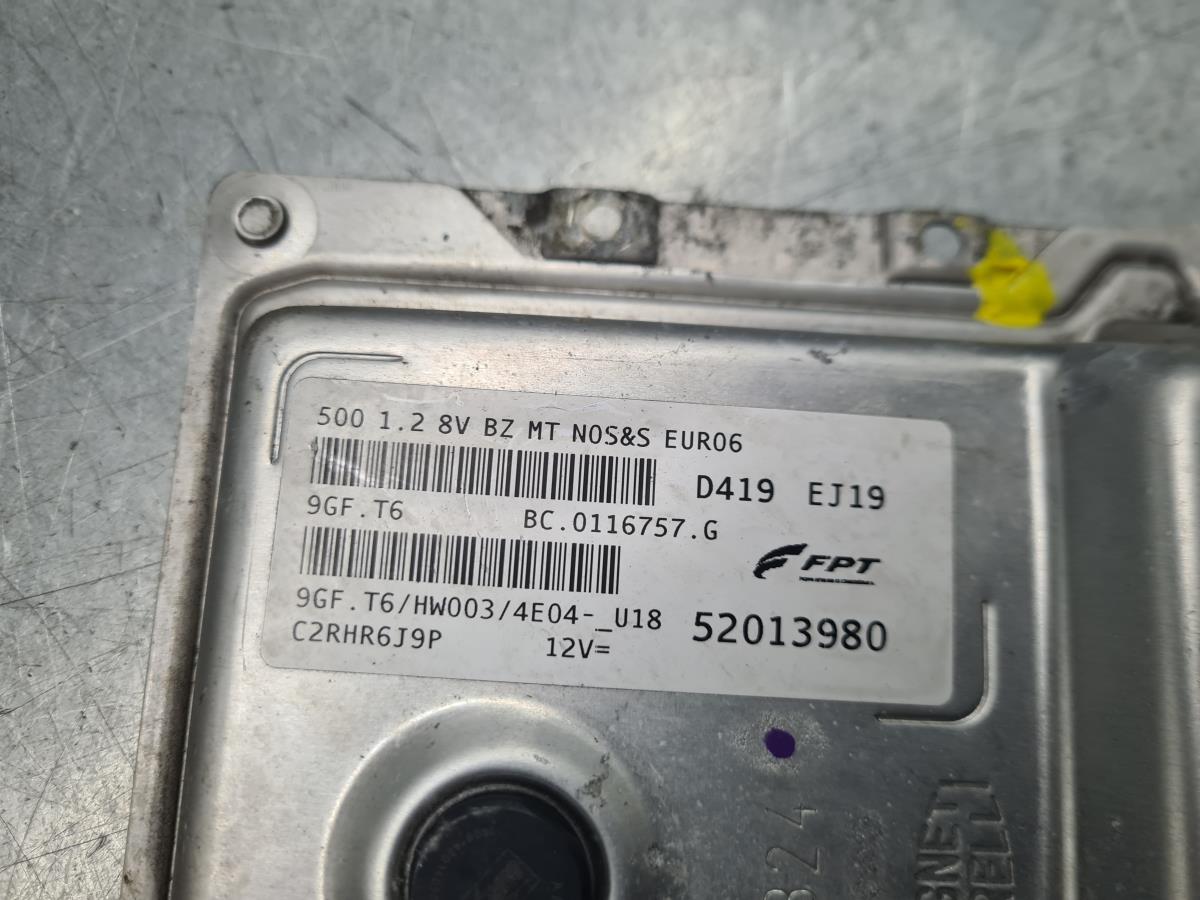 500 1.2 8V BZ MT NOS&S EURO6
D419 EJ19
9GF.T6 BC.0116757.G
FPT
9GF.T6/HW003/4E04-_U18
52013980
C2RHR6J9P 12V=